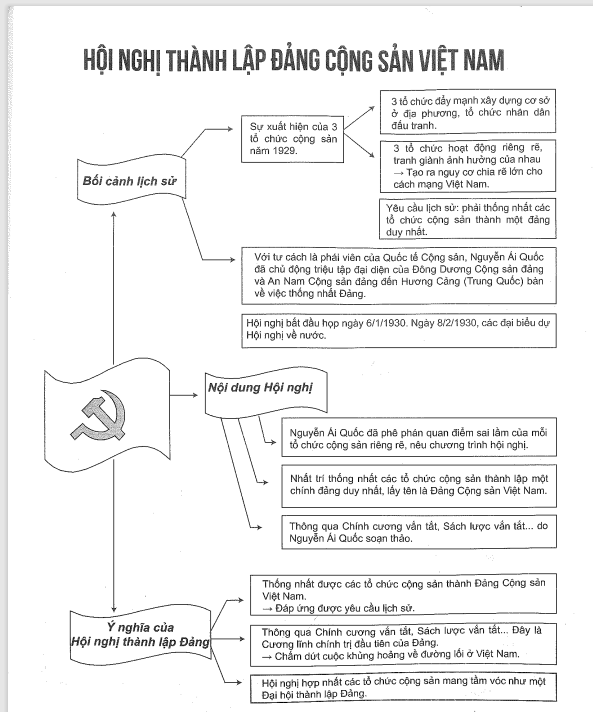 HỘI NGHỊ THÀNH LẬP ĐẢNG CỘNG SẢN VIỆT NAM
Bối cảnh lịch sử
Sự xuất hiện của 3
tổ chức cộng sản
năm 1929.
3 tổ chức đẩy mạnh xây dựng cơ sở
ở địa phương, tổ chức nhân dân
đấu tranh.
3 tổ chức hoạt động riêng rẽ,
tranh giành ảnh hưởng của nhau
→ Tạo ra nguy cơ chia rẽ lớn cho
cách mạng Việt Nam.
Yêu cầu lịch sử: phải thống nhất các
tổ chức cộng sản thành một đảng
duy nhất.
Với tư cách là phái viên của Quốc tế Cộng sản, Nguyễn Ái Quốc
đã chủ động triệu tập đại diện của Đông Dương Cộng sản đảng
và An Nam Cộng sản đảng đến Hương Cảng (Trung Quốc) bàn
về việc thống nhất Đảng.
Hội nghị bắt đầu họp ngày 6/1/1930. Ngày 8/2/1930, các đại biểu dự
Hội nghị về nước.
Nội dung Hội nghị
Nguyễn Ái Quốc đã phê phán quan điểm sai lầm của mỗi
tổ chức cộng sản riêng rẽ, nêu chương trình hội nghị.
Nhất trí thống nhất các tổ chức cộng sản thành lập một
chính đảng duy nhất, lấy tên là Đảng Cộng sản Việt Nam.
Thông qua Chính cương vắn tắt, Sách lược vắn tắt... do
Nguyễn Ái Quốc soạn thảo.
Ý nghĩa của
Hội nghị thành lập Đảng
Thống nhất được các tổ chức cộng sản thành Đảng Cộng sản
Việt Nam.
→ Đáp ứng được yêu cầu lịch sử.
Thông qua Chính cương vắn tắt, Sách lược vắn tắt... Đây là
Cương lĩnh chính trị đầu tiên của Đảng.
→ Chấm dứt cuộc khủng hoảng về đường lối ở Việt Nam.
Hội nghị hợp nhất các tổ chức cộng sản mang tầm vóc như một
Đại hội thành lập Đảng.